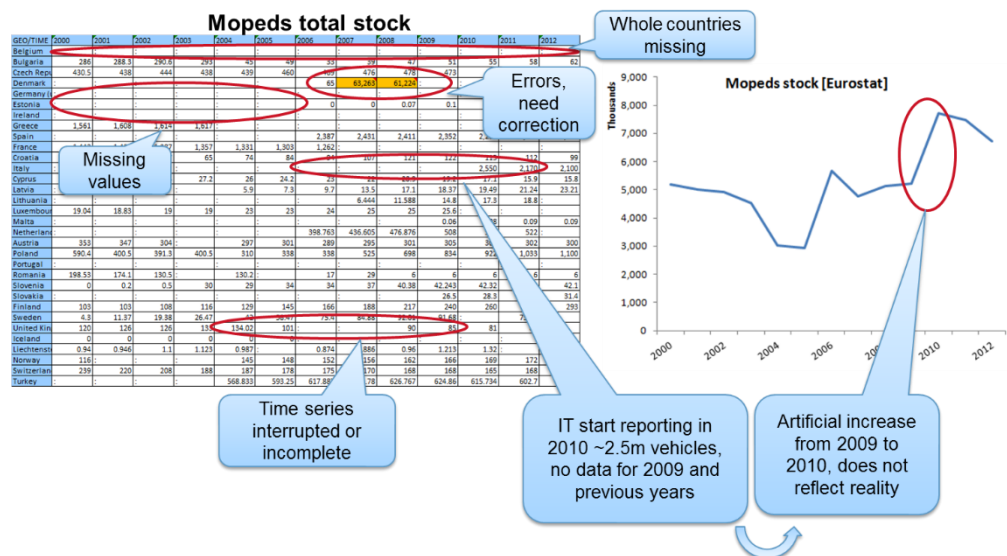 Mopeds total stock
GEO/TIME 2000 2001 2002 2003 2004 2005 2006 2007 2008 2009 2010 2011 2012
Belgium
Bulgaria 286 288.3 290.6 293 45 49 53 39 47 51 55 58 62
Czech Repu 430.5 438 444 438 439 460 476 478 473
Denmark : : : : : : 65 63,263 61,224
Germany
Estonia 0 0 0.07 0.1
Ireland
Greece 1,561 1,608 1,614 1,617
Spain 2,387 2,431 2,411 2,352
France 1,357 1,331 1,303 1,262
Croatia 65 74 84 107 121 122 112 99
Italy 2,550 2,170 2,100
Cyprus 27.2 26 24.2 23 15.9 15.8
Latvia 5.9 7.3 9.7 13.5 17.1 18.37 19.49 21.24 23.21
Lithuania 6.444 11.588 14.8 17.3 18.8
Luxembour 19.04 18.83 19 19 23 23 24 25 25 25.6
Malta 0.06 0.09 0.09
Netherland 398.763 436.605 476.876 508 522
Austria 353 347 304 297 301 289 295 301 305 302 300
Poland 590.4 400.5 391.3 400.5 310 338 338 525 698 834 922 1,033 1,100
Portugal
Romania 198.53 174.1 130.5 130.2 17 29 6 6 6 6
Slovenia 0 0.2 0.5 30 29 34 34 37 40.38 42.243 42.32 42.1
Slovakia 26.5 28.3 31.4
Finland 103 103 108 116 129 145 166 188 217 240 260 293
Sweden 4.3 11.37 19.38 26.47 75.4 84.88 91.68
United Kin 120 126 126 134.02 101 90 85 81
Iceland 0 0 0 0
Liechtenst 0.94 0.946 1.1 1.123 0.987 0.874 .886 0.96 1.213 1.32
Norway 116 145 148 152 156 162 166 169 172
Switzerlan 239 220 208 188 187 178 175 170 168 168 165 168
Turkey 568.833 593.25 626.767 624.86 615.734 602.7
Whole countries
missing
Errors,
need
correction
Missing
values
Time series
interrupted or
incomplete
IT start reporting in
2010 ~2.5m vehicles,
no data for 2009 and
previous years
Artificial increase
from 2009 to
2010, does not
reflect reality
Mopeds stock [Eurostat]
Thousands
9,000
8,000
7,000
6,000
5,000
4,000
3,000
2,000
1,000
0
2000
2002
2004
2006
2008
2010
2012